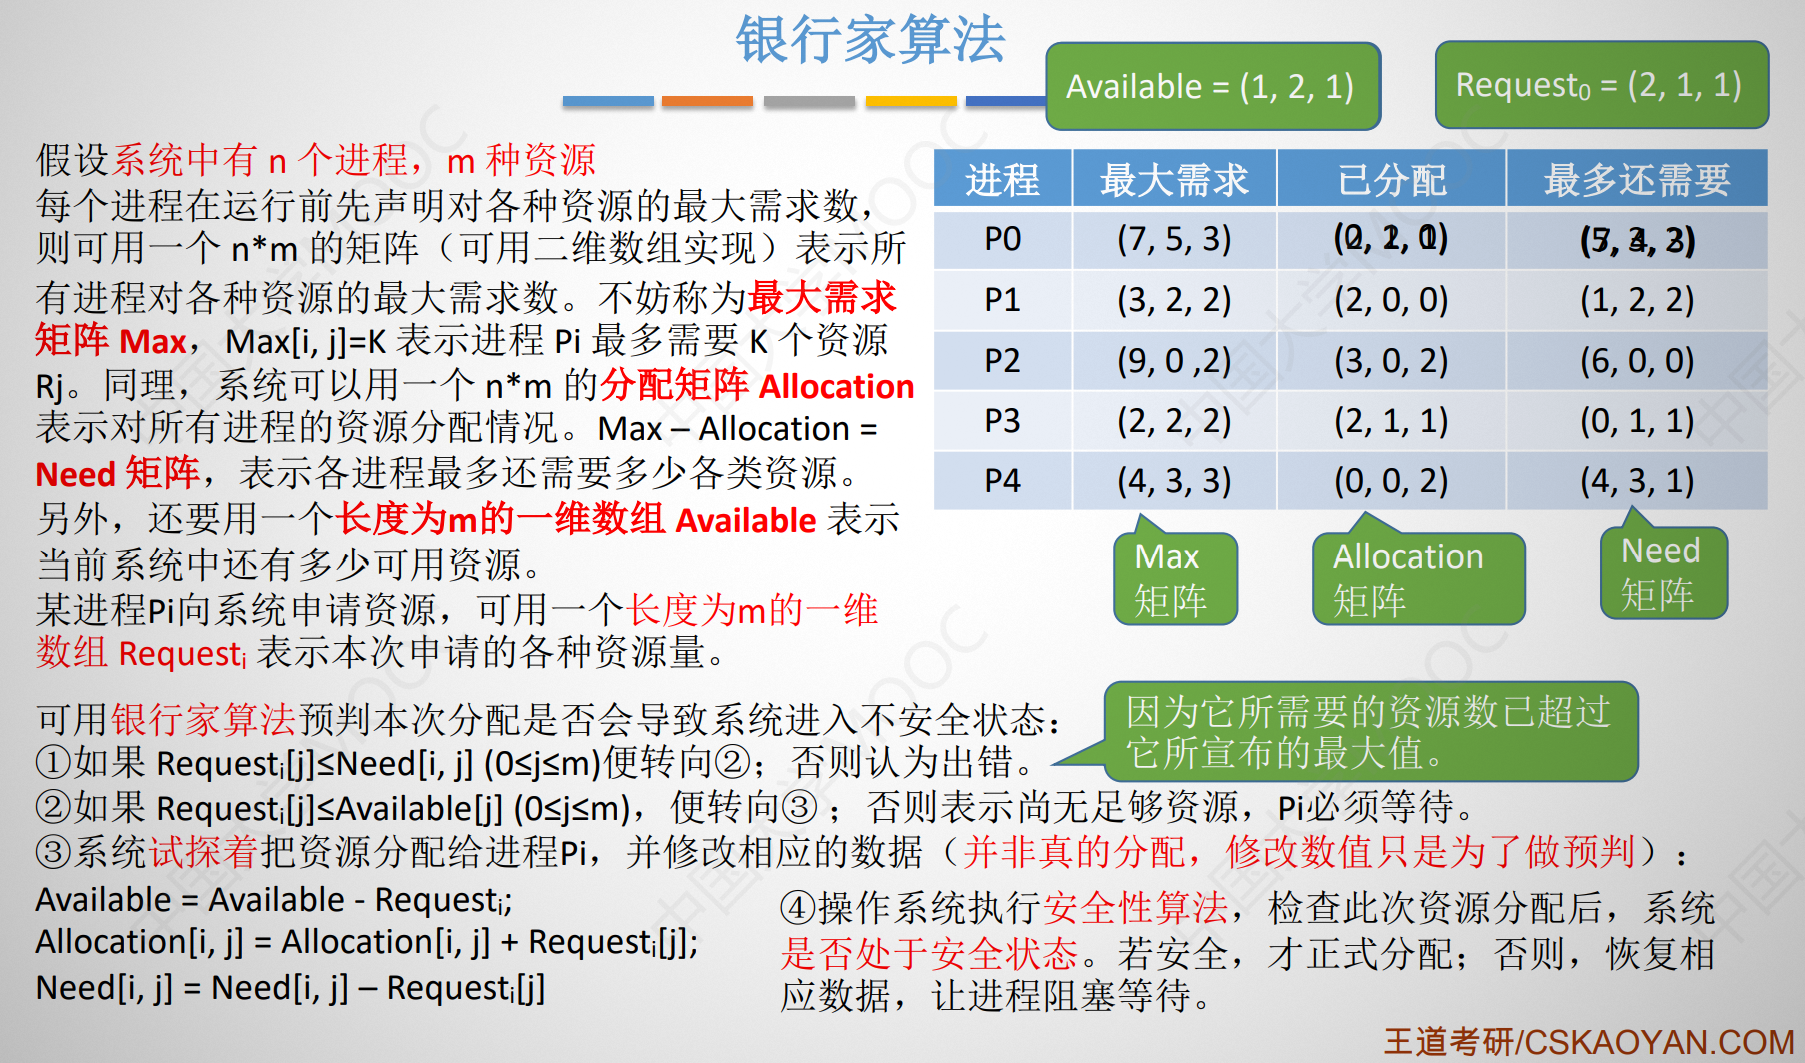 银行家算法
Available = (1, 2, 1)
Request0 = (2, 1, 1)
假设系统中有 n 个进程，m 种资源
每个进程在运行前先声明对各种资源的最大需求数，
则可用一个 n*m 的矩阵（可用二维数组实现）表示所
有进程对各种资源的最大需求数。不妨称为最大需求
矩阵 Max，Max[i, j]=K 表示进程 Pi 最多需要 K 个资源
Rj。同理，系统可以用一个 n*m 的分配矩阵 Allocation
表示对所有进程的资源分配情况。Max – Allocation =
Need 矩阵，表示各进程最多还需要多少各类资源。
另外，还要用一个长度为m的一维数组 Available 表示
当前系统中还有多少可用资源。
某进程Pi向系统申请资源，可用一个长度为m的一维
数组 Requesti 表示本次申请的各种资源量。
进程 最大需求 已分配 最多还需要
P0 (7, 5, 3)
P1 (3, 2, 2) (2, 0, 0) (1, 2, 2)
P2 (9, 0 ,2) (3, 0, 2) (6, 0, 0)
P3 (2, 2, 2) (2, 1, 1) (0, 1, 1)
P4 (4, 3, 3) (0, 0, 2) (4, 3, 1)
Max
矩阵
Allocation
矩阵
Need
矩阵
可用银行家算法预判本次分配是否会导致系统进入不安全状态：
①如果 Requesti[j]≤Need[i, j] (0≤j≤m)便转向②；否则认为出错。
因为它所需要的资源数已超过
它所宣布的最大值。
②如果 Requesti[j]≤Available[j] (0≤j≤m)，便转向③；否则表示尚无足够资源，Pi必须等待。
③系统试探着把资源分配给进程Pi，并修改相应的数据（并非真的分配，修改数值只是为了做预判）：
Available = Available - Requesti;
Allocation[i, j] = Allocation[i, j] + Requesti[j];
Need[i, j] = Need[i, j] – Requesti[j]
④操作系统执行安全性算法，检查此次资源分配后，系统
是否处于安全状态。若安全，才正式分配；否则，恢复相
应数据，让进程阻塞等待。
王道考研/CSKAOYAN.COM